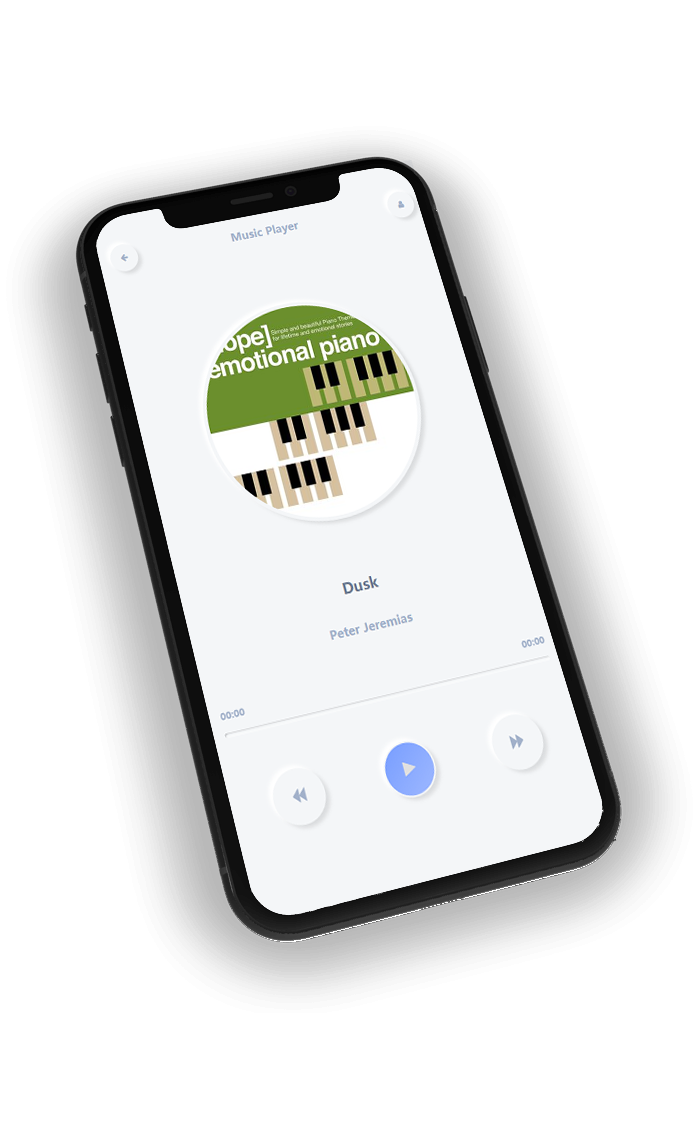 Music Player
ope]
Simple and beautiful Piano
for lifetime and emotional stories
emotional piano
Dusk
Peter Jeremias
00:00
00:00